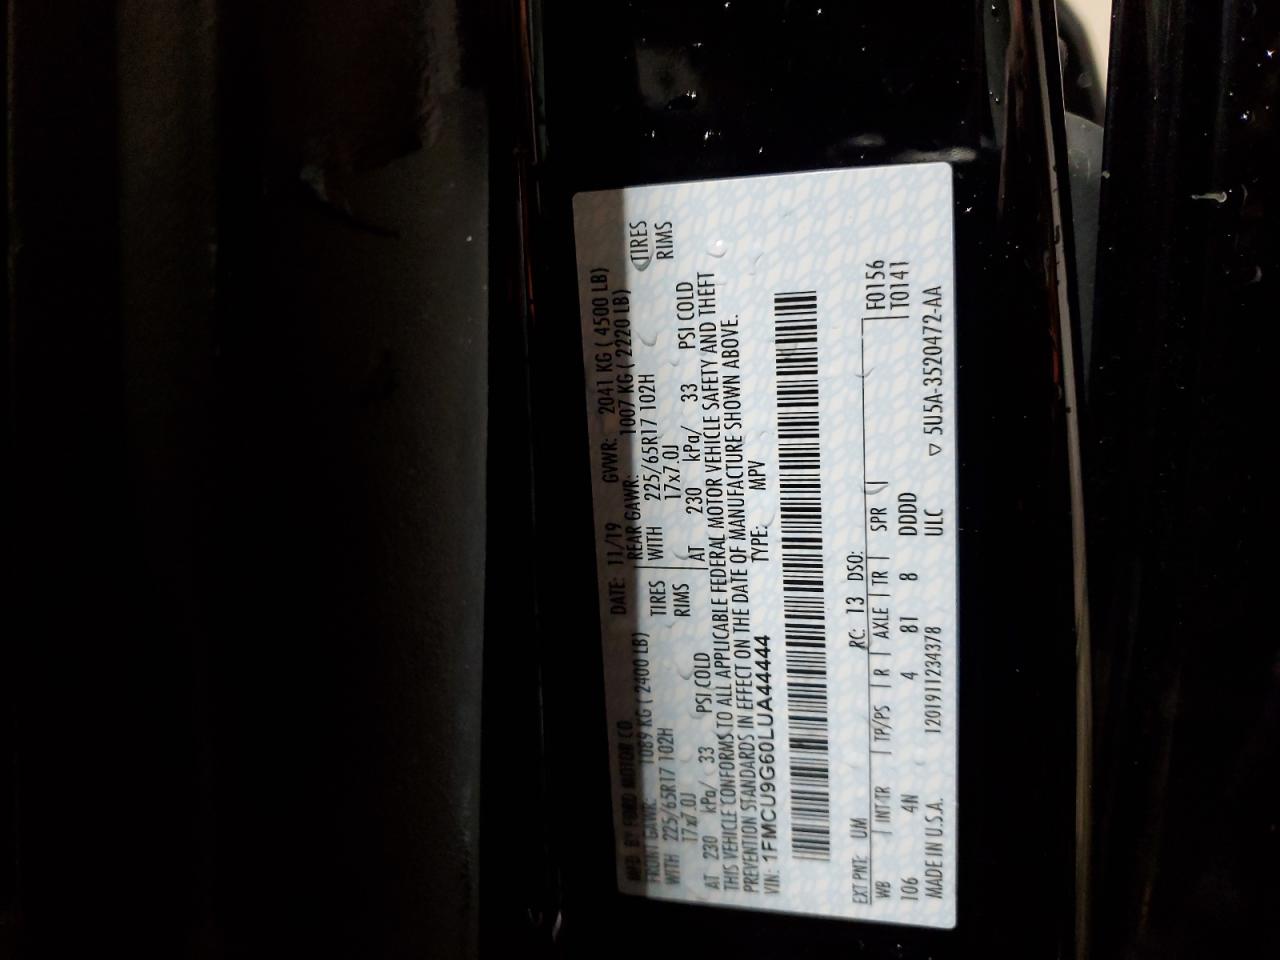 MFD. BY FORD MOTOR CO.
DATE: 11/19 GVWR: 2041 KG ( 4500 LB)
FRONT GAWR: 1089 KG ( 2400 LB) REAR GAWR: 1007 KG ( 2220 LB)
WITH 225/65R17 102H TIRES WITH 225/65R17 102H TIRES
17x7.0J RIMS 17x7.0J RIMS
AT 230 kPa/ 33 PSI COLD AT 230 kPa/ 33 PSI COLD
THIS VEHICLE CONFORMS TO ALL APPLICABLE FEDERAL MOTOR VEHICLE SAFETY AND THEFT
PREVENTION STANDARDS IN EFFECT ON THE DATE OF MANUFACTURE SHOWN ABOVE.
VIN: 1FMCU9G60LUA44444 TYPE: MPV
EXT PNT: UM RC: 13 DSO: F0156
WB INT TR TP/PS R AXLE TR SPR T0141
106 4N 4 81 8 DDDD
MADE IN U.S.A. 1201911234378 ULC ▽ 5U5A-3520472-AA